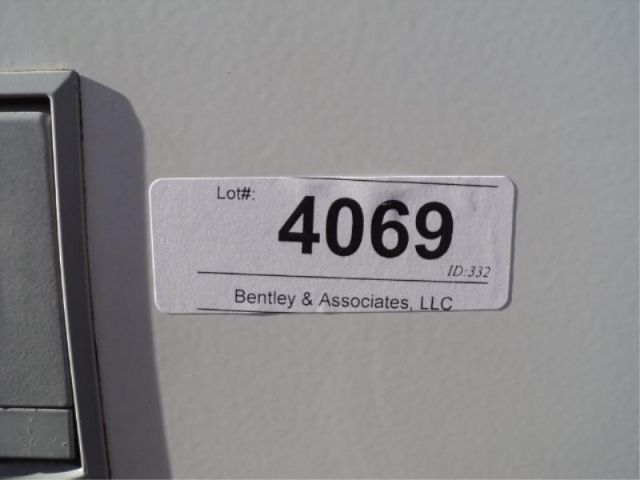 Lot#:
4069
ID:332
Bentley & Associates, LLC